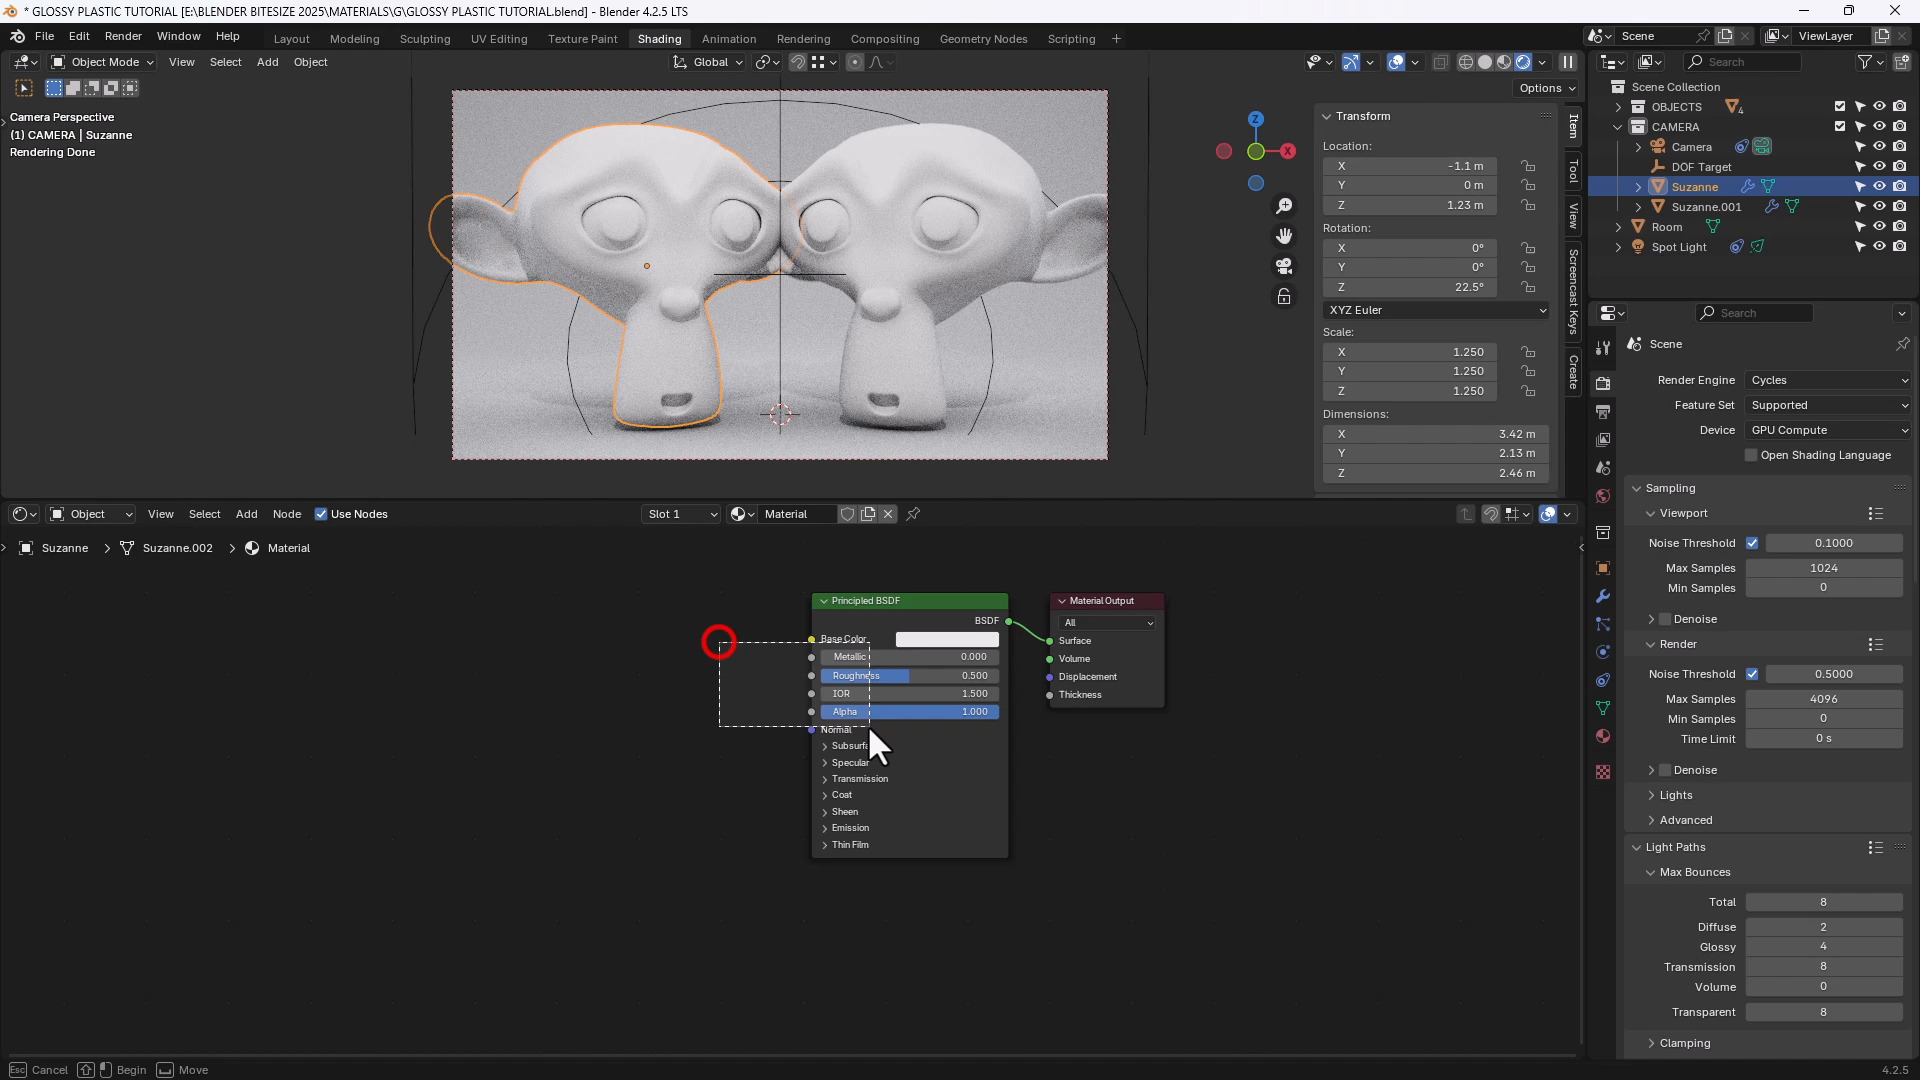 * GLOSSY PLASTIC TUTORIAL [E:\BLENDER BITESIZE 2025\MATERIALS\G\GLOSSY PLASTIC TUTORIAL.blend] - Blender 4.2.5 LTS
File Edit Render Window Help
Layout Modeling Sculpting UV Editing Texture Paint Shading Animation Rendering Compositing Geometry Nodes Scripting +
Scene ViewLayer
Object Mode View Select Add Object
Global
Search
Options
Camera Perspective
(1) CAMERA | Suzanne
Rendering Done
Z
X
Transform
Location:
X -1.1 m
Y 0 m
Z 1.23 m
Rotation:
X 0°
Y 0°
Z 22.5°
XYZ Euler
Scale:
X 1.250
Y 1.250
Z 1.250
Dimensions:
X 3.42 m
Y 2.13 m
Z 2.46 m
Item
Tool
View
Screencast Keys
Create
Scene Collection
OBJECTS 4
CAMERA
Camera
DOF Target
Suzanne
Suzanne.001
Room
Spot Light
Search
Scene
Render Engine Cycles
Feature Set Supported
Device GPU Compute
Open Shading Language
Sampling
Viewport
Noise Threshold 0.1000
Max Samples 1024
Min Samples 0
Denoise
Render
Noise Threshold 0.5000
Max Samples 4096
Min Samples 0
Time Limit 0 s
Denoise
Lights
Advanced
Light Paths
Max Bounces
Total 8
Diffuse 2
Glossy 4
Transmission 8
Volume 0
Transparent 8
Clamping
Object View Select Add Node Use Nodes
Slot 1 Material
Suzanne > Suzanne.002 > Material
Principled BSDF
BSDF
Base Color
Metallic 0.000
Roughness 0.500
IOR 1.500
Alpha 1.000
Normal
Subsurfa
Specular
Transmission
Coat
Sheen
Emission
Thin Film
Material Output
All
Surface
Volume
Displacement
Thickness
Esc Cancel Begin Move
4.2.5